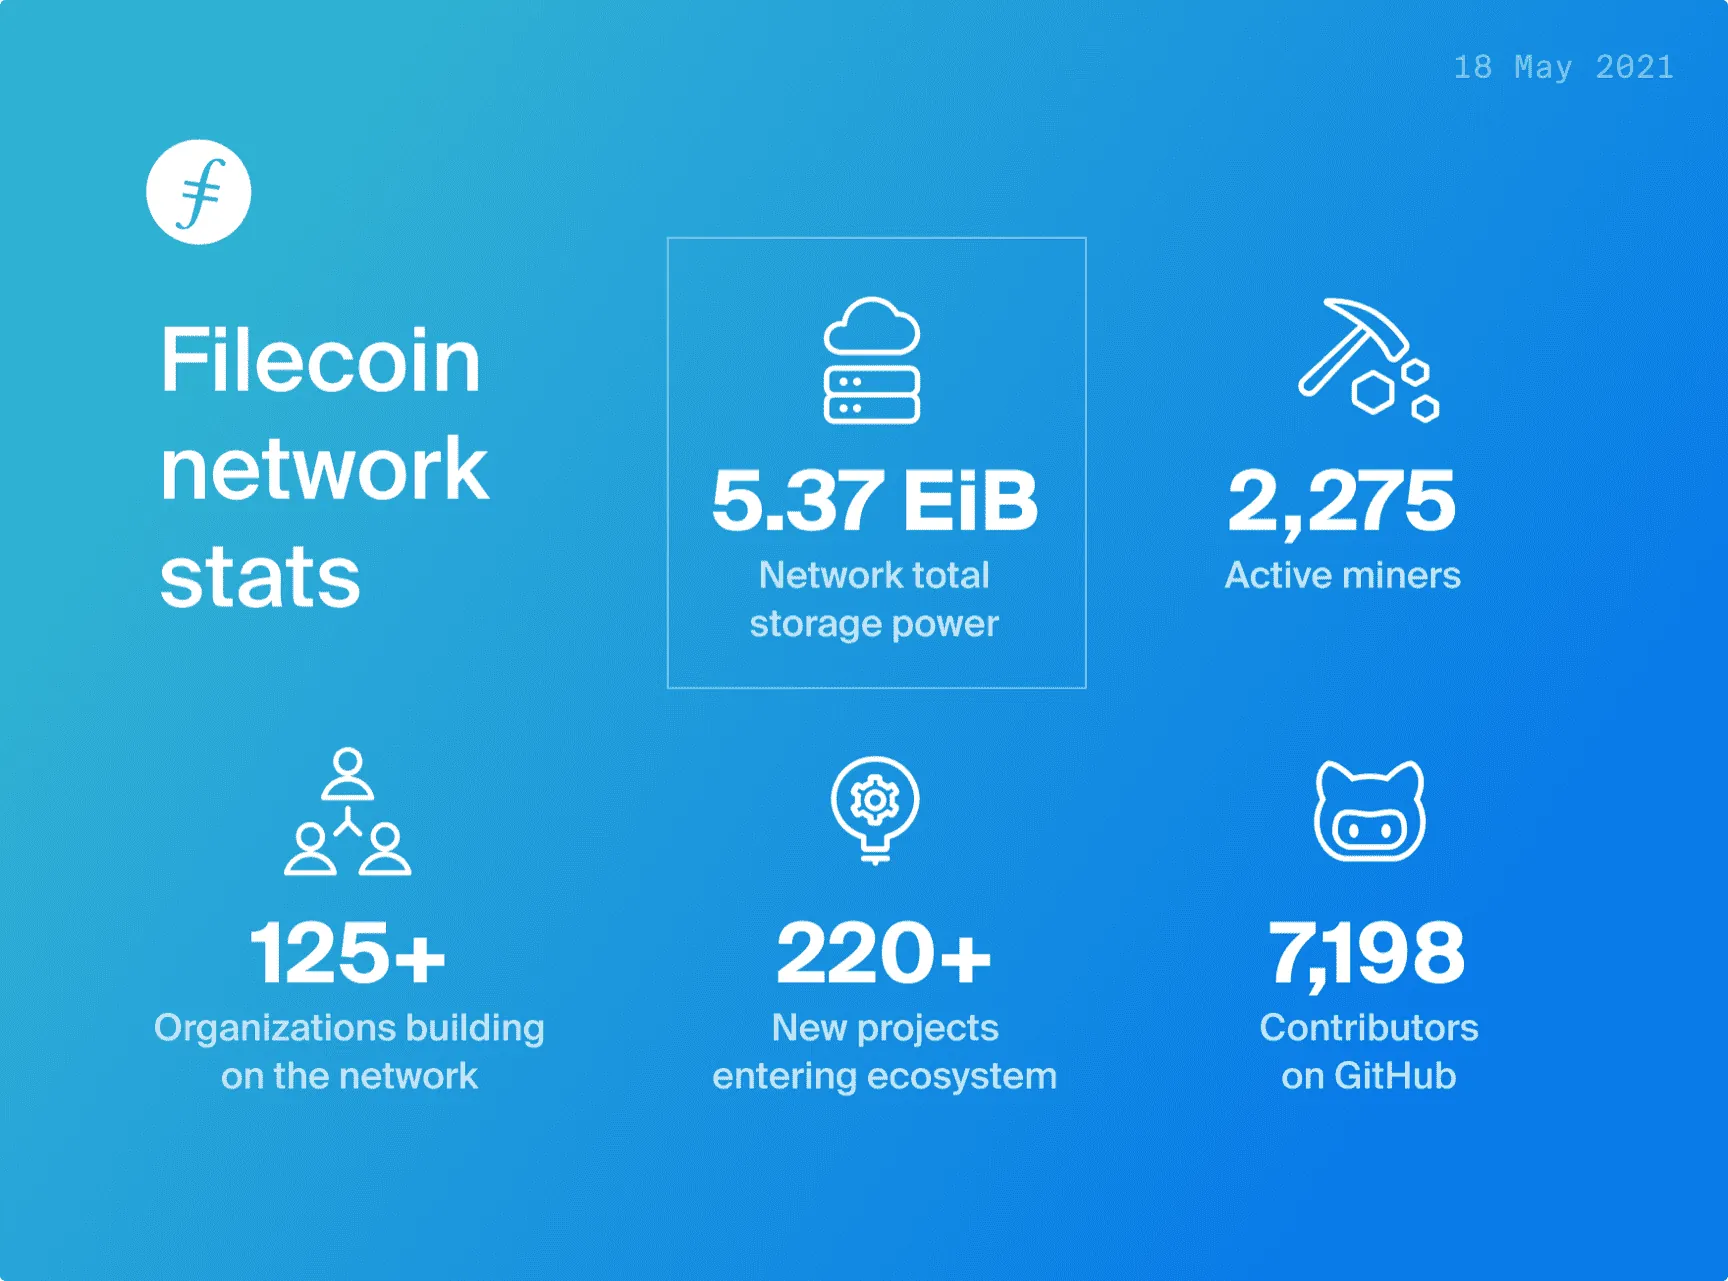 18 May 2021
Filecoin
network
stats
5.37 EiB
Network total
storage power
2,275
Active miners
125+
Organizations building
on the network
220+
New projects
entering ecosystem
7,198
Contributors
on GitHub